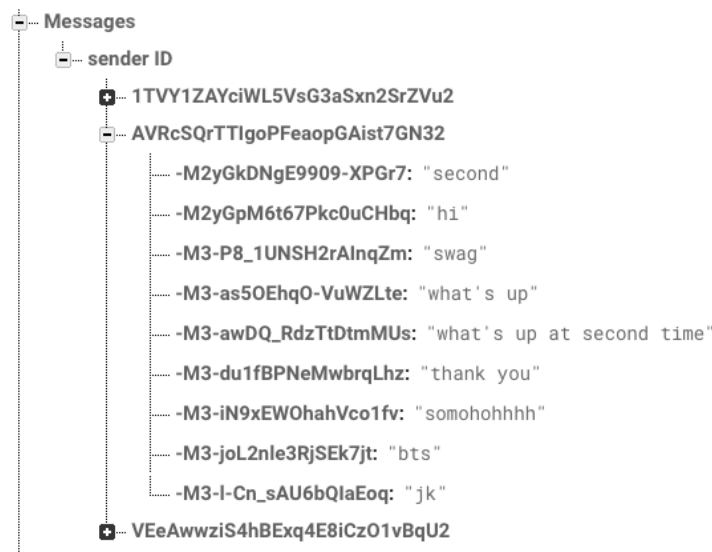 Messages
sender ID
1TVY1ZAYciWL5VsG3aSxn2SrZVu2
AVRcSQrTTIgoPFeaopGAist7GN32
-M2yGkDNgE9909-XPGr7: "second"
-M2yGpM6t67Pkc0uCHbq: "hi"
-M3-P8_1UNSH2rAlnqZm: "swag"
-M3-as5OEhqO-VuWZLte: "what's up"
-M3-awDQ_RdzTtDtmMUs: "what's up at second time"
-M3-du1fBPNeMwbrqLhz: "thank you"
-M3-iN9xEWOhahVco1fv: "somohohhhh"
-M3-joL2nle3RjSEk7jt: "bts"
-M3-l-Cn_sAU6bQlaEoq: "jk"
VEeAwwziS4hBExq4E8iCzO1vBqU2